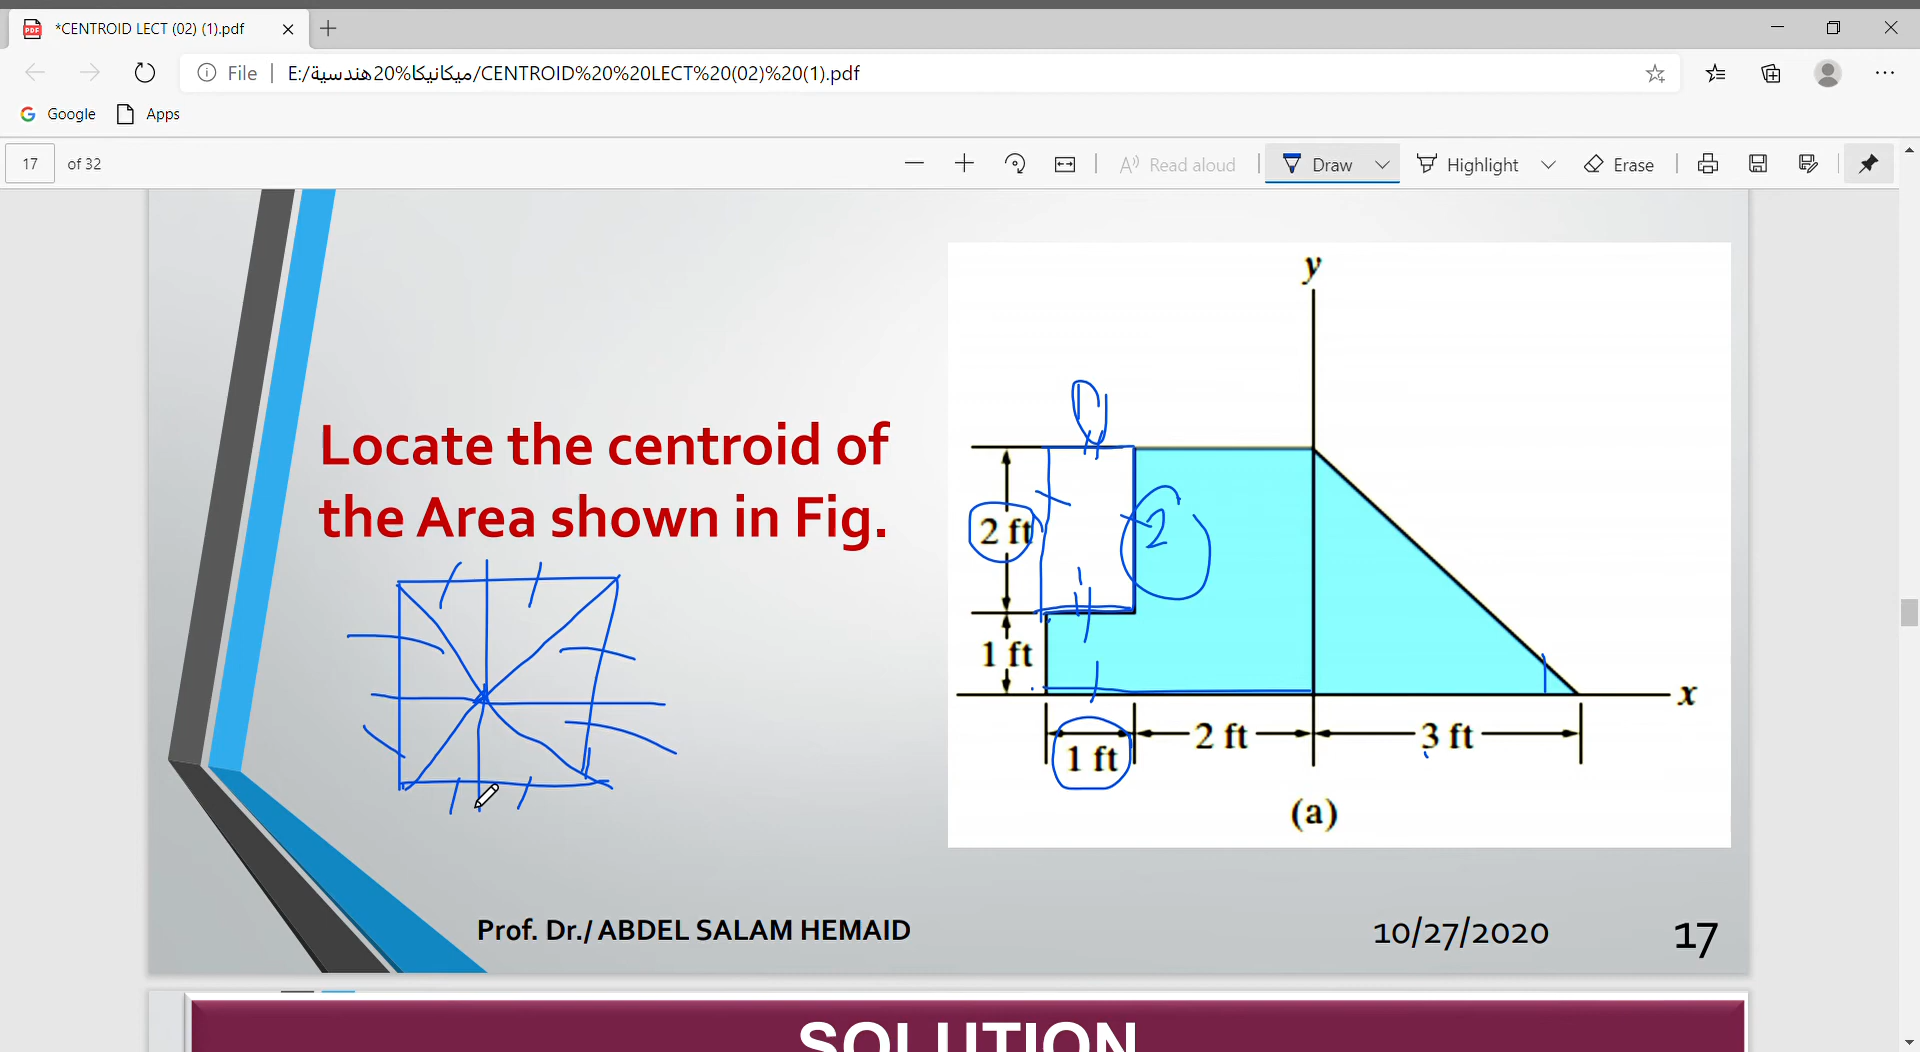 *CENTROID LECT (02) (1).pdf
File
E:/ميكانيكا%20هندسية/CENTROID%20%20LECT%20(02)%20(1).pdf
Google
Apps
17
of 32
Read aloud
Draw
Highlight
Erase
Locate the centroid of
the Area shown in Fig.
y
2 ft
2
1 ft
x
1 ft
2 ft
3 ft
(a)
Prof. Dr./ ABDEL SALAM HEMAID
10/27/2020
17
SOLUTION